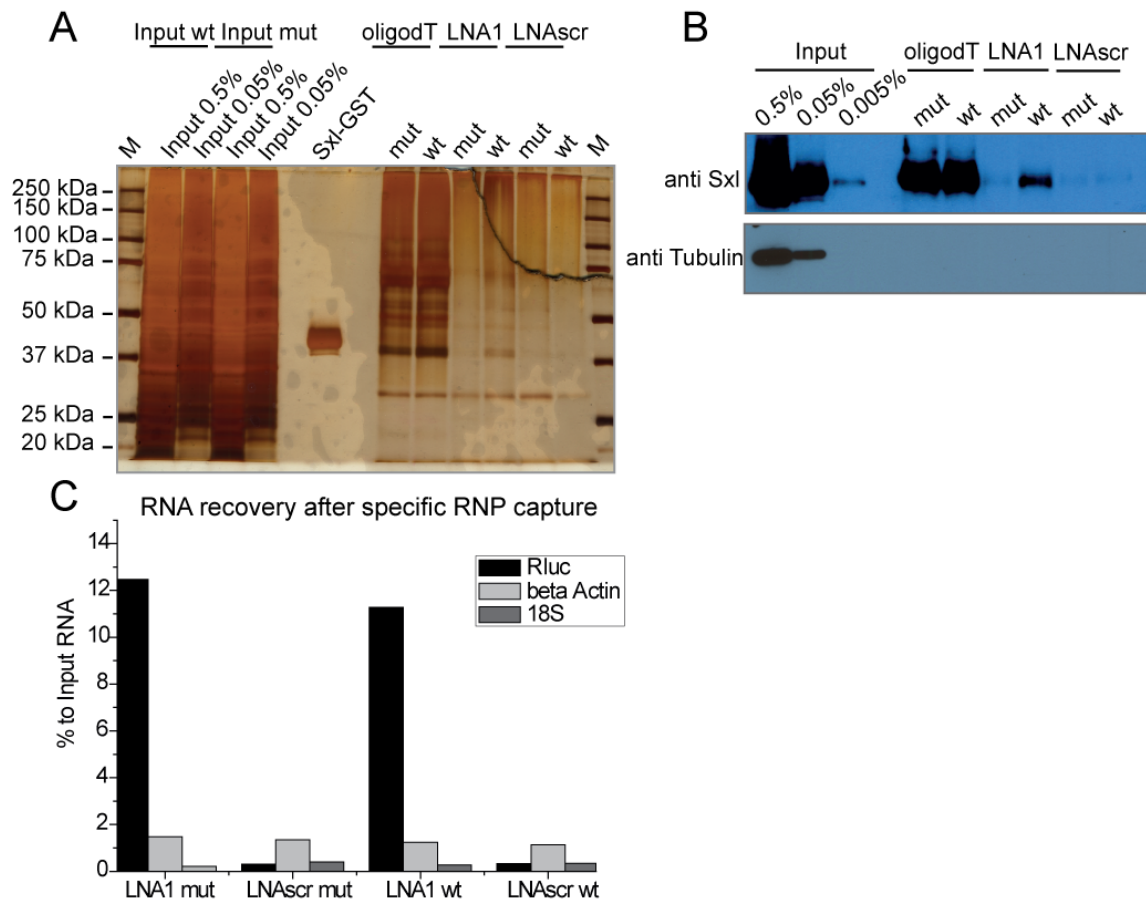 A
Input wt Input mut
oligodT LNA1 LNAscr
M
Input 0.5%
Input 0.05%
Input 0.5%
Input 0.05%
Sxl-GST
mut
wt
mut
wt
mut
wt
M
250 kDa
150 kDa
100 kDa
75 kDa
50 kDa
37 kDa
25 kDa
20 kDa
B
Input
oligodT LNA1 LNAscr
0.5%
0.05%
0.005%
mut
wt
mut
wt
mut
wt
anti Sxl
anti Tubulin
C
RNA recovery after specific RNP capture
% to Input RNA
14
12
10
8
6
4
2
0
Rluc
beta Actin
18S
LNA1 mut
LNAscr mut
LNA1 wt
LNAscr wt